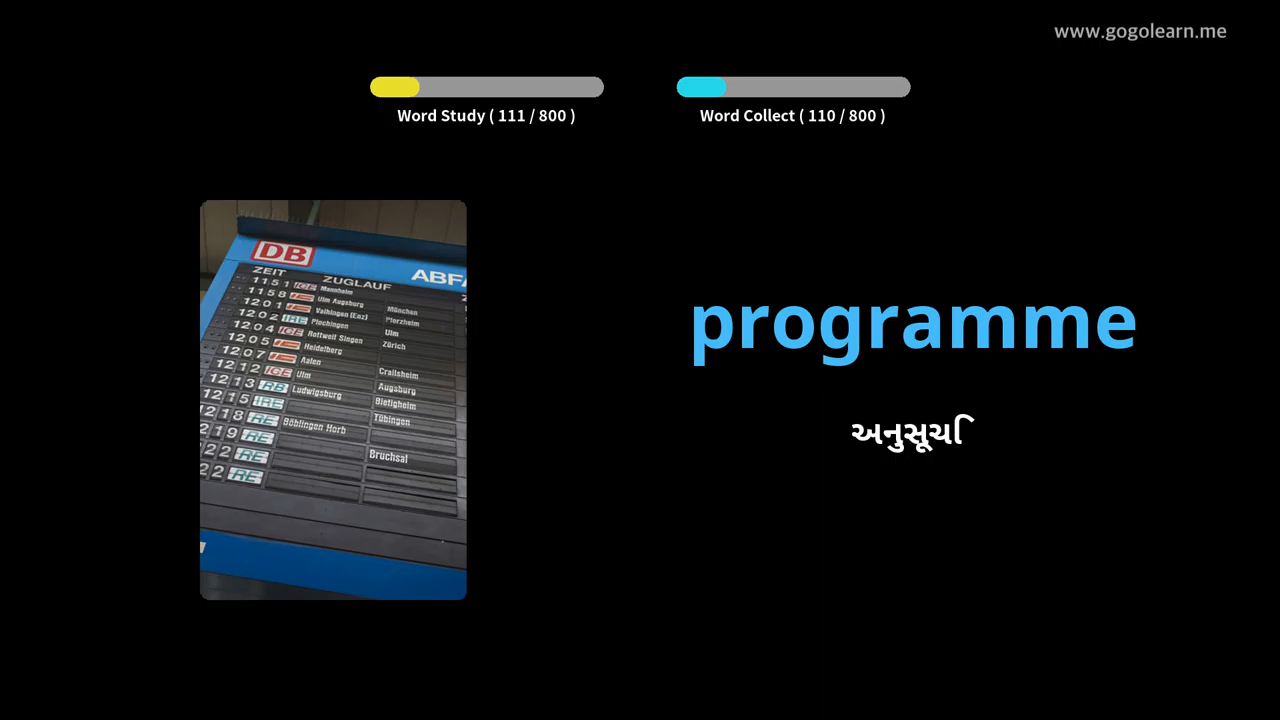 www.gogolearn.me
Word Study ( 111 / 800 )
Word Collect ( 110 / 800 )
DB
ZEIT ZUGLAUF ABFA
1151 ICE Mannheim
1158 Ulm Augsburg München
1201 Vaihingen (Enz) Pforzheim
1202 IRE Plochingen Ulm
1204 ICE Rottweil Singen Zürich
1205 Heidelberg
1207 Aalen Crailsheim
1212 ICE Ulm Augsburg
1213 RB Ludwigsburg Bietigheim
1215 IRE Tübingen
1218 RE Böblingen Horb
219 RE
22 RE Bruchsal
22 RE
programme
અનુસૂચિ